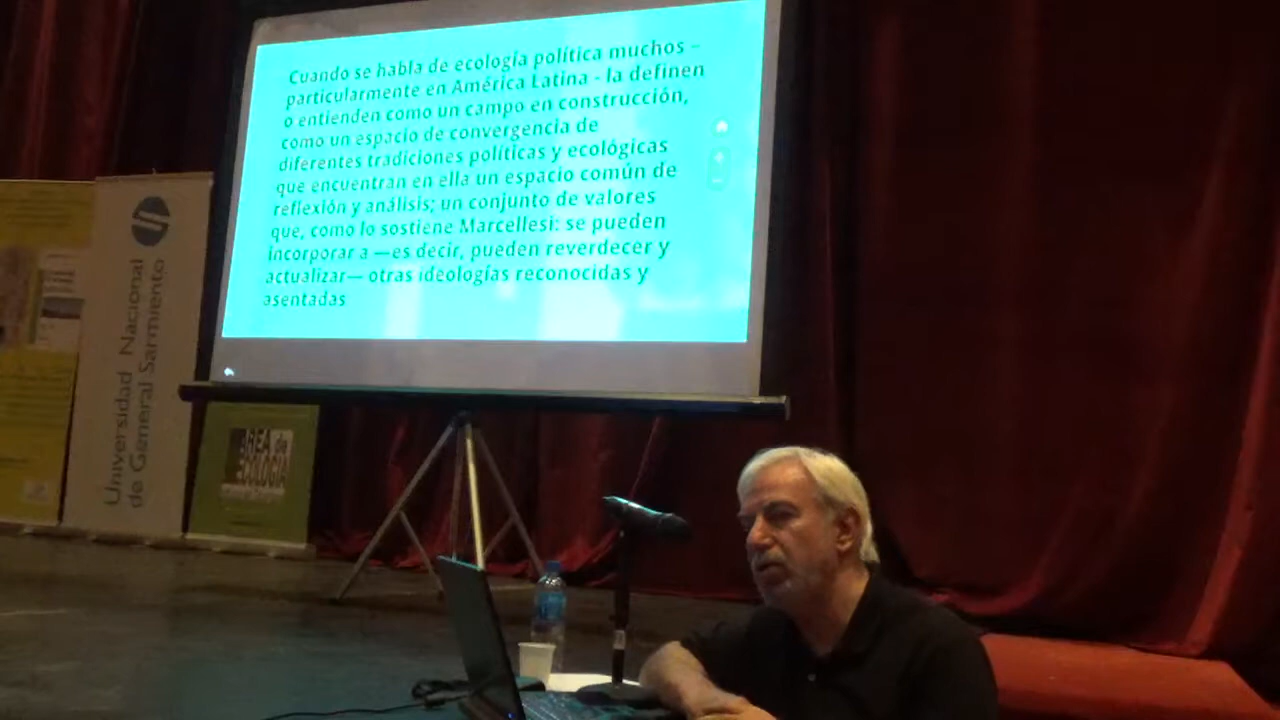 Cuando se habla de ecología política muchos –
particularmente en América Latina - la definen
o entienden como un campo en construcción,
como un espacio de convergencia de
diferentes tradiciones políticas y ecológicas
que encuentran en ella un espacio común de
reflexión y análisis; un conjunto de valores
que, como lo sostiene Marcellesi: se pueden
incorporar a —es decir, pueden reverdecer y
actualizar— otras ideologías reconocidas y
asentadas
Universidad Nacional
de General Sarmiento
AREA de
ECOLOGIA